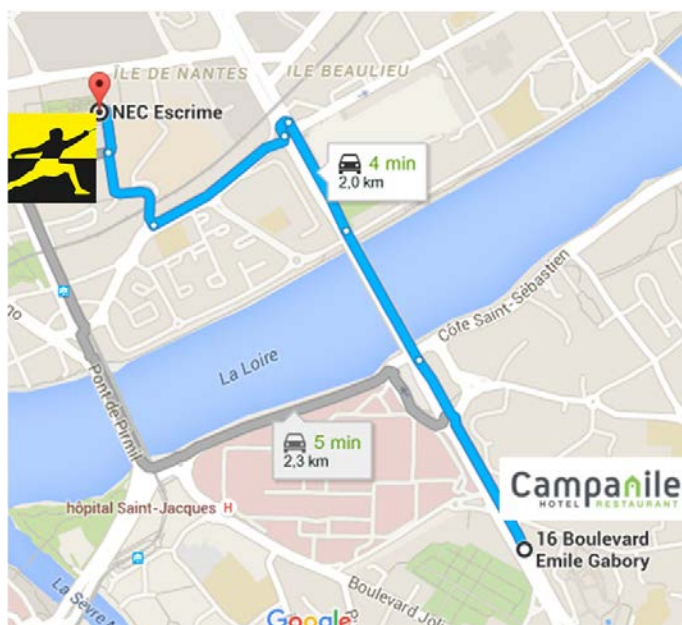 ÎLE DE NANTES
ILE BEAULIEU
NEC Escrime
4 min
2,0 km
Côte Saint-Sébastien
La Loire
Pont de Pirmil
5 min
2,3 km
Campanile
HOTEL RESTAURANT
hôpital Saint-Jacques H
16 Boulevard
Emile Gabory
Boulevard Joli
La Sèvre
Google